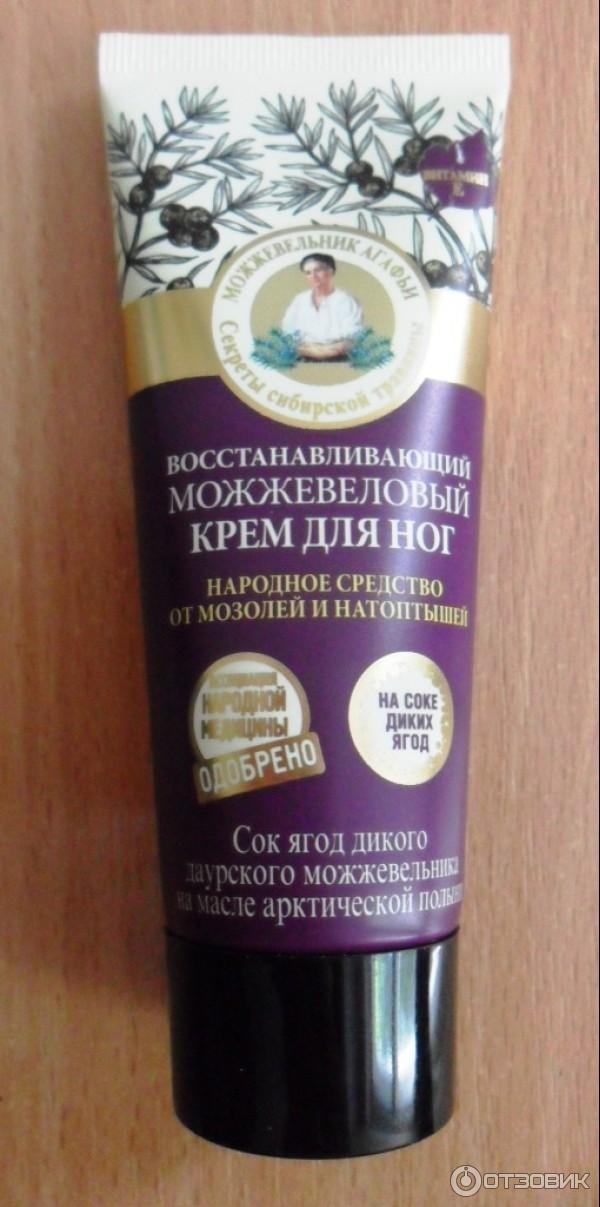 ВИТАМИН
Е
МОЖЖЕВЕЛЬНИК АГАФЬИ
Секреты сибирской травницы
ВОССТАНАВЛИВАЮЩИЙ
МОЖЖЕВЕЛОВЫЙ
КРЕМ ДЛЯ НОГ
НАРОДНОЕ СРЕДСТВО
ОТ МОЗОЛЕЙ И НАТОПТЫШЕЙ
АССОЦИАЦИЯ
НАРОДНОЙ
МЕДИЦИНЫ
ОДОБРЕНО
НА СОКЕ
ДИКИХ
ЯГОД
Сок ягод дикого
даурского можжевельника
на масле арктической полыни
ОТЗОВИК